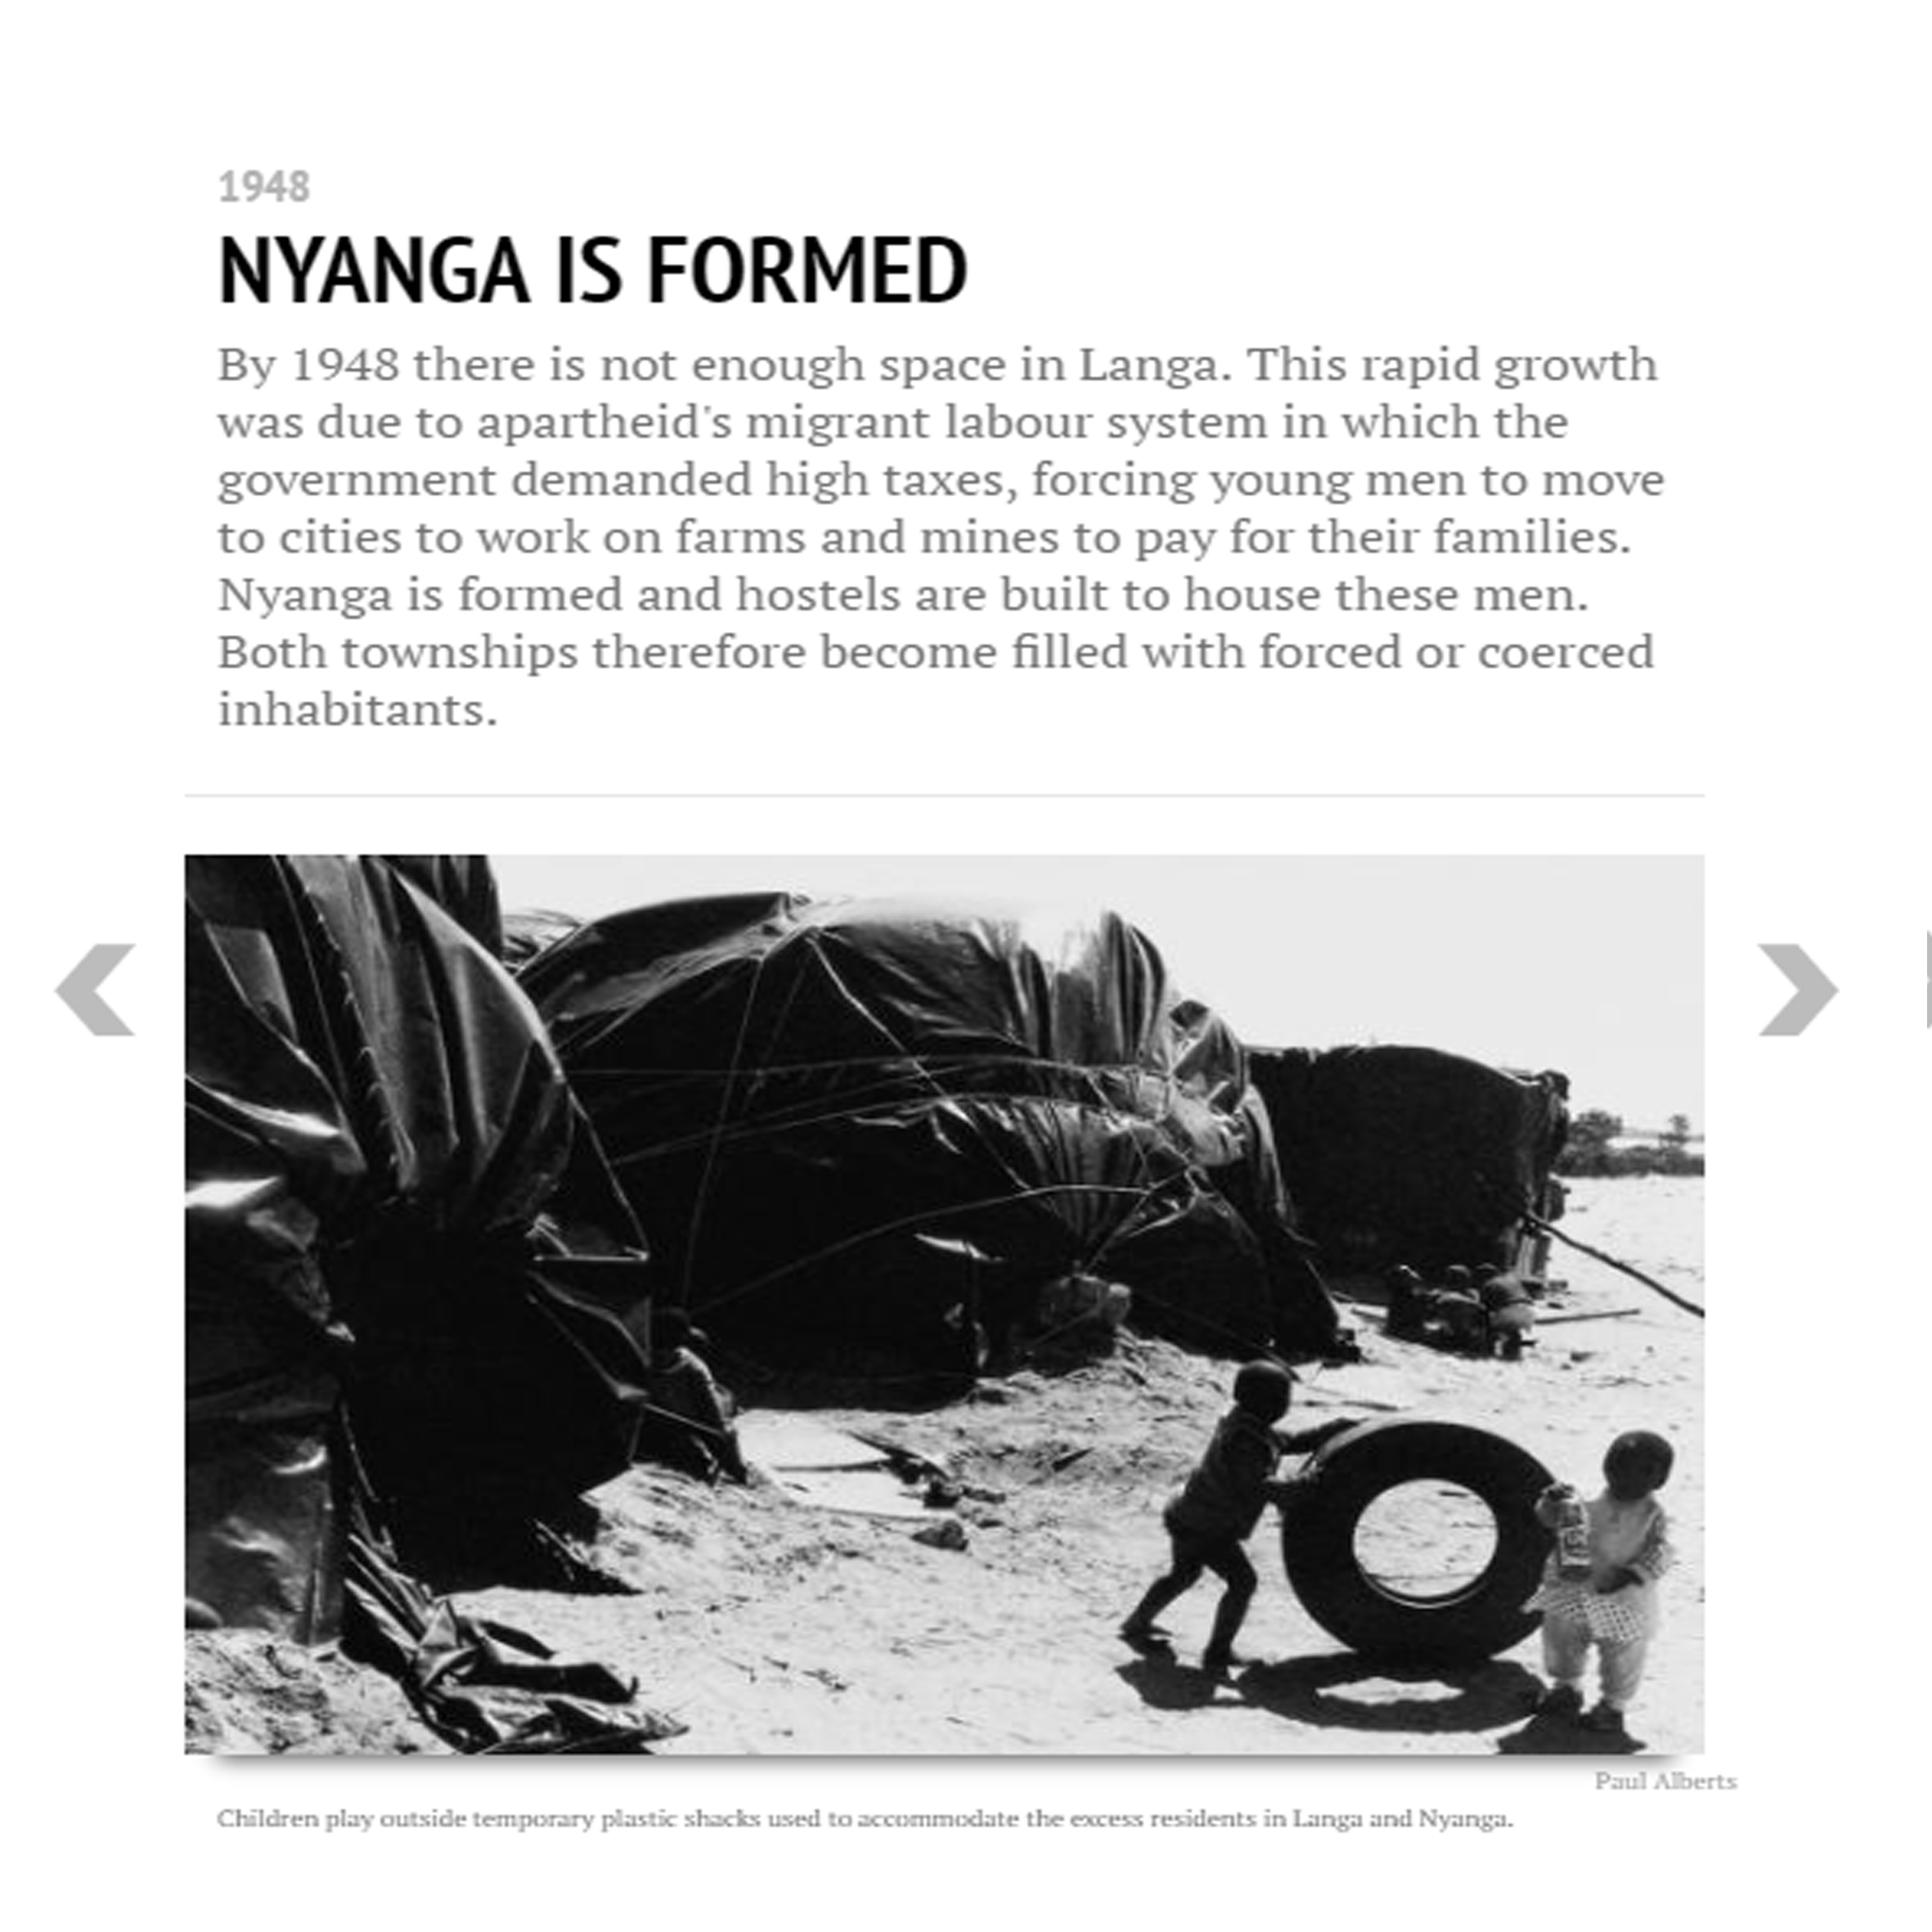 1948
NYANGA IS FORMED
By 1948 there is not enough space in Langa. This rapid growth
was due to apartheid's migrant labour system in which the
government demanded high taxes, forcing young men to move
to cities to work on farms and mines to pay for their families.
Nyanga is formed and hostels are built to house these men.
Both townships therefore become filled with forced or coerced
inhabitants.
Paul Alberts
Children play outside temporary plastic shacks used to accommodate the excess residents in Langa and Nyanga.